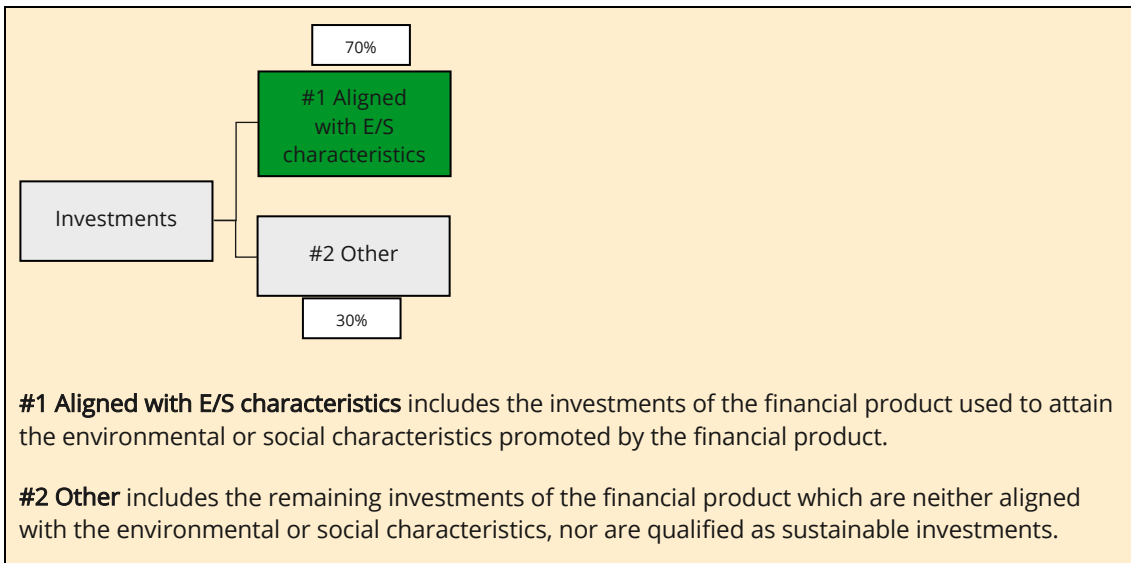 70%
#1 Aligned
with E/S
characteristics
Investments
#2 Other
30%
#1 Aligned with E/S characteristics includes the investments of the financial product used to attain
the environmental or social characteristics promoted by the financial product.
#2 Other includes the remaining investments of the financial product which are neither aligned
with the environmental or social characteristics, nor are qualified as sustainable investments.